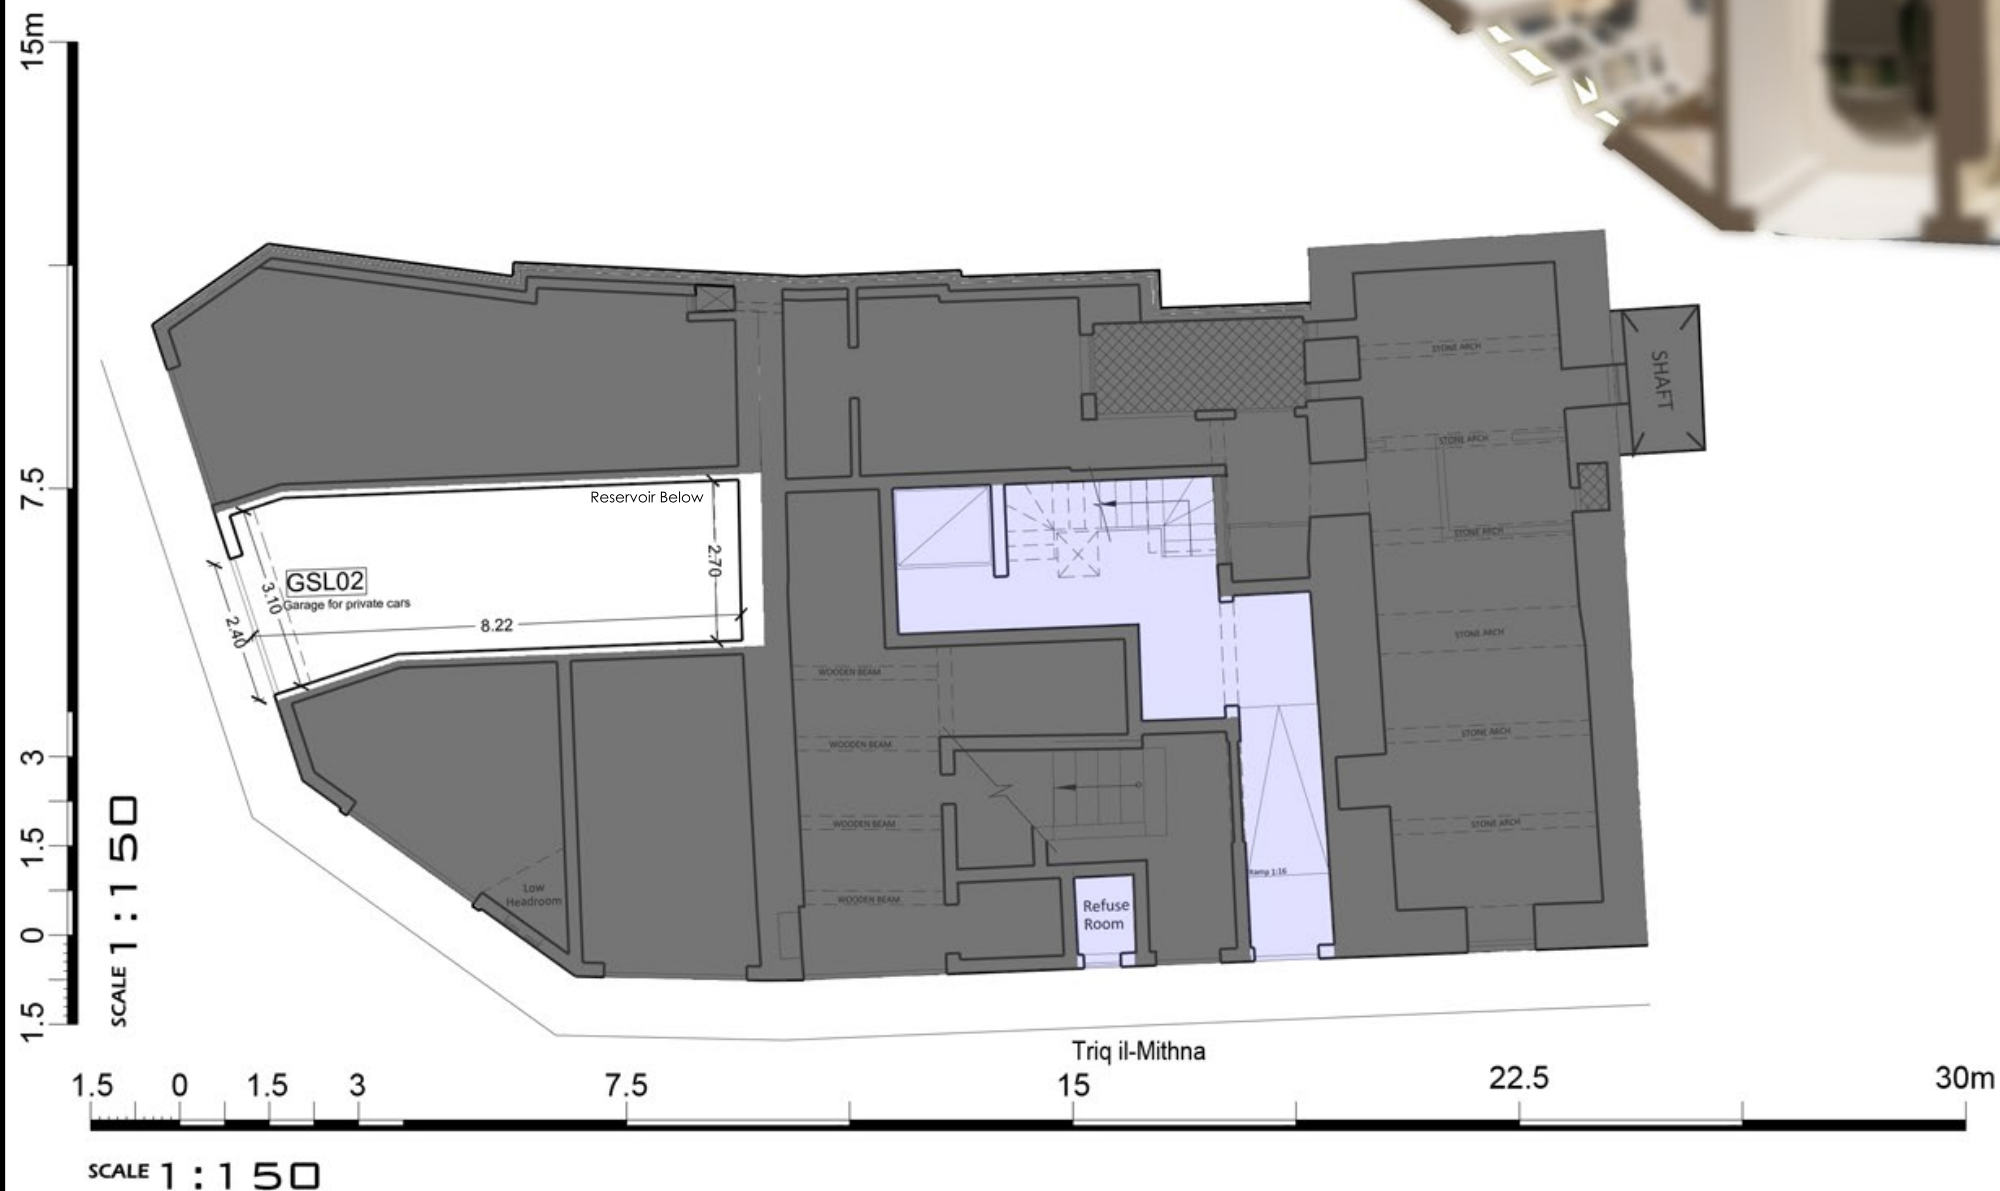 15m
7.5
3
1.5
0
1.5
SCALE 1:150
STONE ARCH
SHAFT
STONE ARCH
Reservoir Below
STONE ARCH
2.70
GSL02
Garage for private cars
3.10
2.40
8.22
STONE ARCH
WOODEN BEAM
WOODEN BEAM
STONE ARCH
WOODEN BEAM
STONE ARCH
Ramp 1:16
Low
Headroom
WOODEN BEAM
Refuse
Room
Triq il-Mithna
1.5 0 1.5 3 7.5 15 22.5 30m
SCALE 1:150